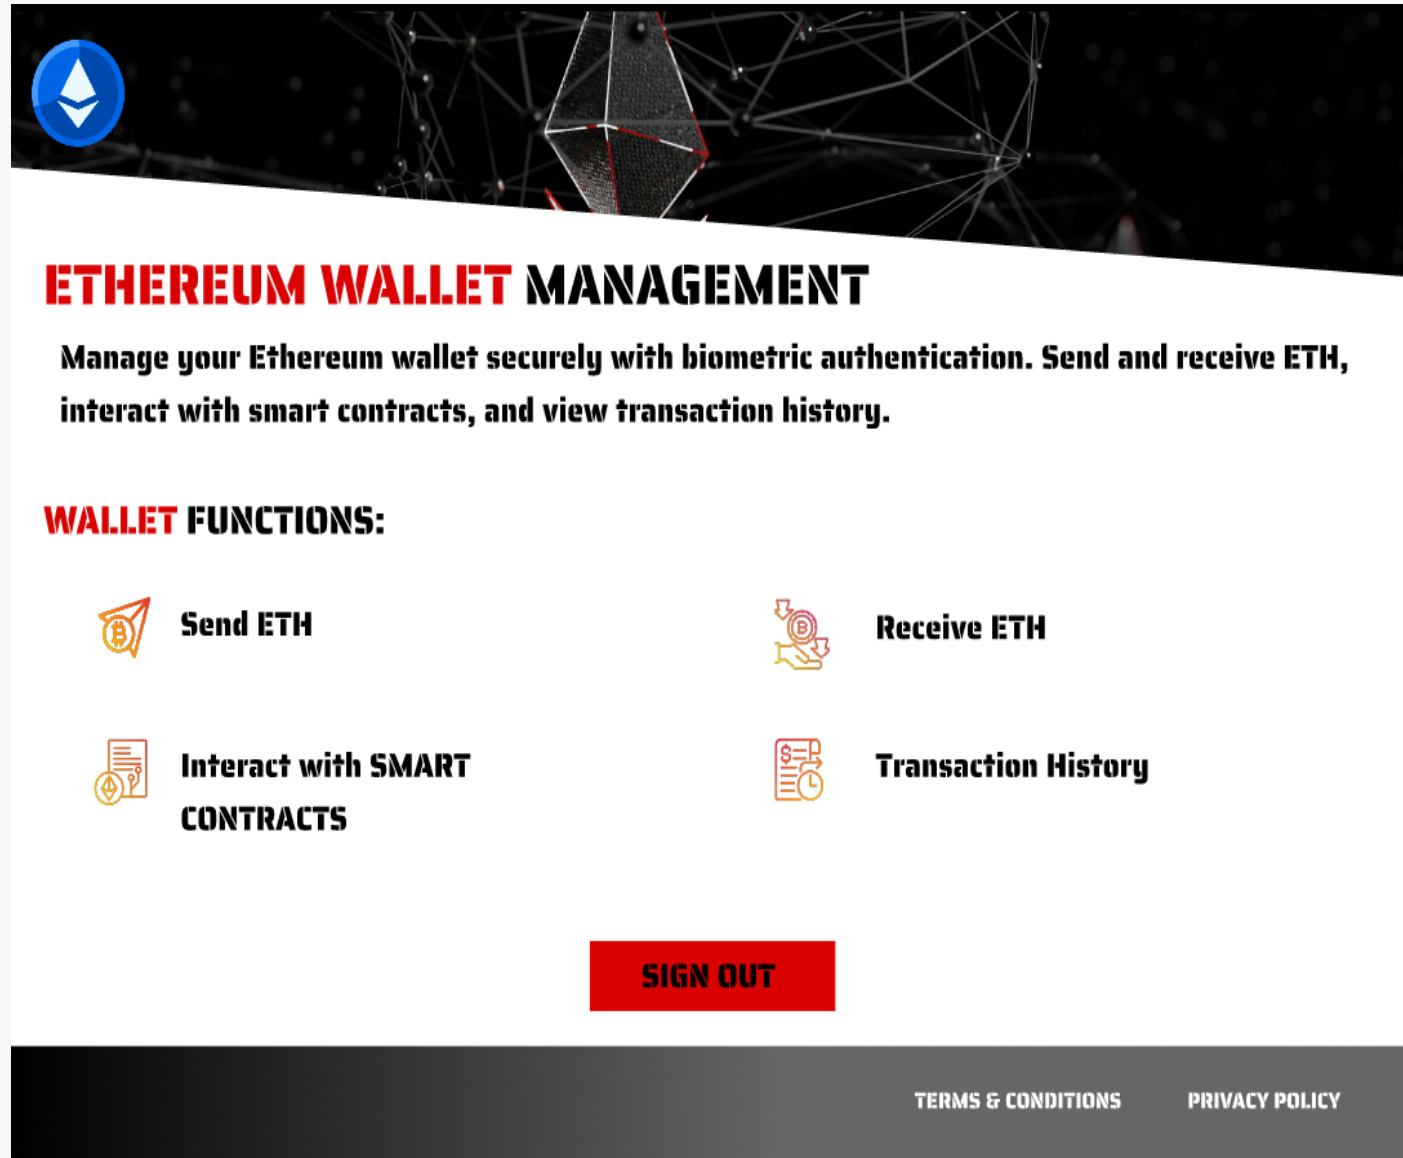 ETHEREUM WALLET MANAGEMENT
Manage your Ethereum wallet securely with biometric authentication. Send and receive ETH,
interact with smart contracts, and view transaction history.
WALLET FUNCTIONS:
Send ETH
Receive ETH
Interact with SMART
CONTRACTS
Transaction History
SIGN OUT
TERMS & CONDITIONS
PRIVACY POLICY